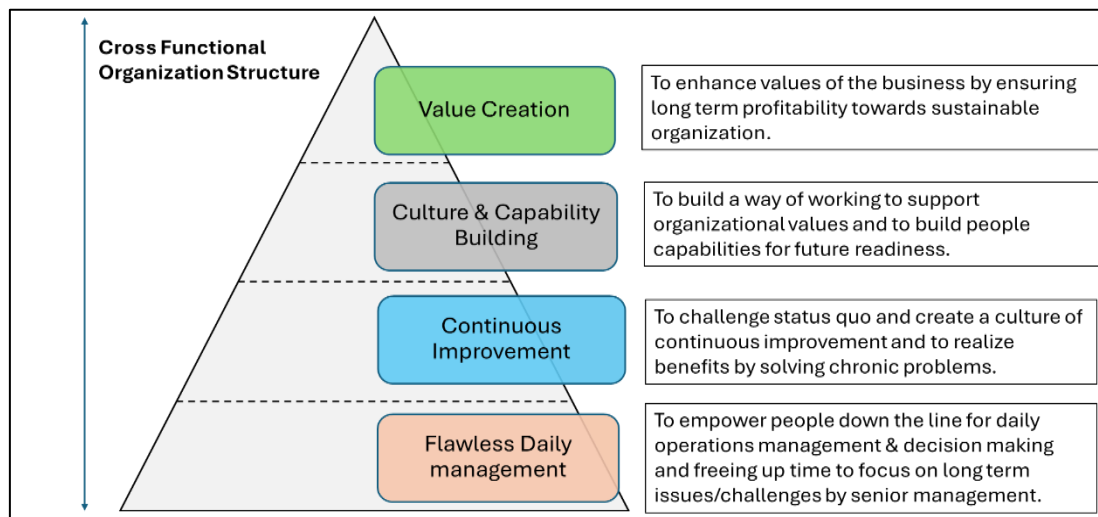 Cross Functional
Organization Structure
Value Creation
To enhance values of the business by ensuring
long term profitability towards sustainable
organization.
Culture & Capability
Building
To build a way of working to support
organizational values and to build people
capabilities for future readiness.
Continuous
Improvement
To challenge status quo and create a culture of
continuous improvement and to realize
benefits by solving chronic problems.
Flawless Daily
management
To empower people down the line for daily
operations management & decision making
and freeing up time to focus on long term
issues/challenges by senior management.